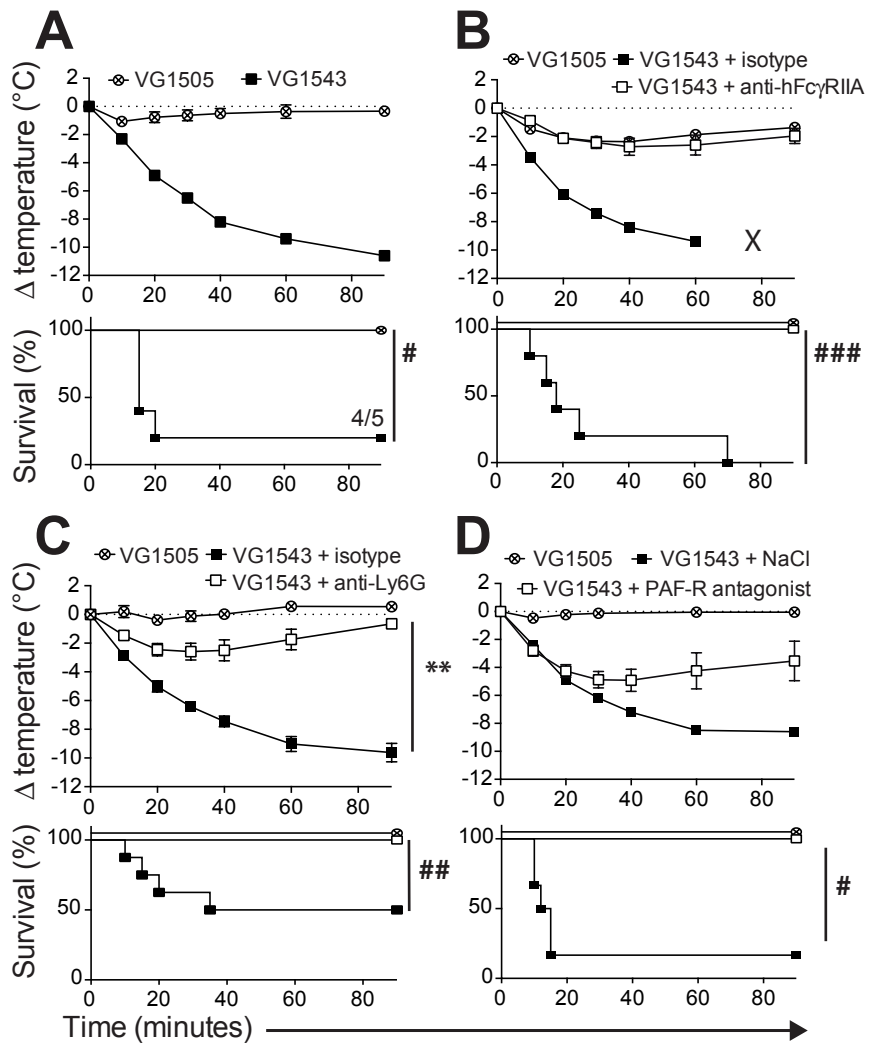 A
VG1505 VG1543
Δ temperature (°C)
2
0
-2
-4
-6
-8
-10
-12
0 20 40 60 80
Survival (%)
100
50
0
4/5
#
0 20 40 60 80
B
VG1505 VG1543 + isotype
VG1543 + anti-hFcγRIIA
2
0
-2
-4
-6
-8
-10
-12
X
0 20 40 60 80
100
50
0
###
0 20 40 60 80
C
VG1505 VG1543 + isotype
VG1543 + anti-Ly6G
Δ temperature (°C)
2
0
-2
-4
-6
-8
-10
-12
**
0 20 40 60 80
Survival (%)
100
50
0
##
0 20 40 60 80
D
VG1505 VG1543 + NaCl
VG1543 + PAF-R antagonist
2
0
-2
-4
-6
-8
-10
-12
0 20 40 60 80
100
50
0
#
0 20 40 60 80
Time (minutes)